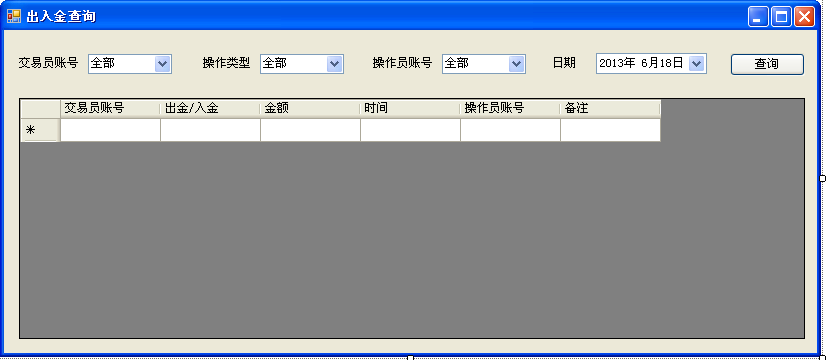 出入金查询
交易员账号 全部 操作类型 全部 操作员账号 全部 日期 2013年 6月18日 查询
交易员账号 出金/入金 金额 时间 操作员账号 备注